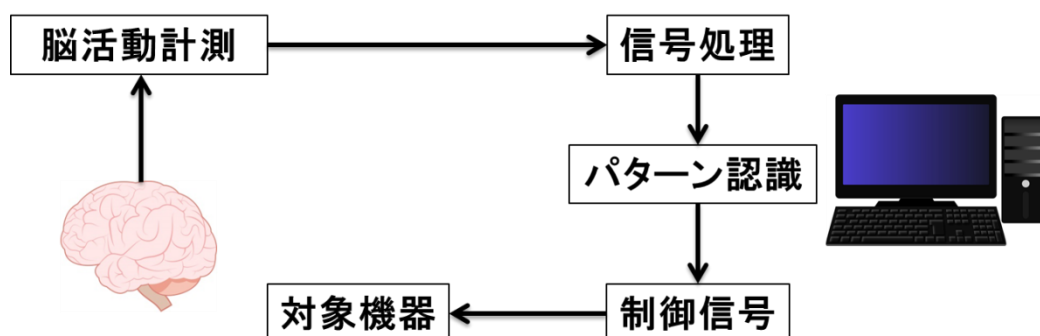 脳活動計測
信号処理
パターン認識
制御信号
対象機器